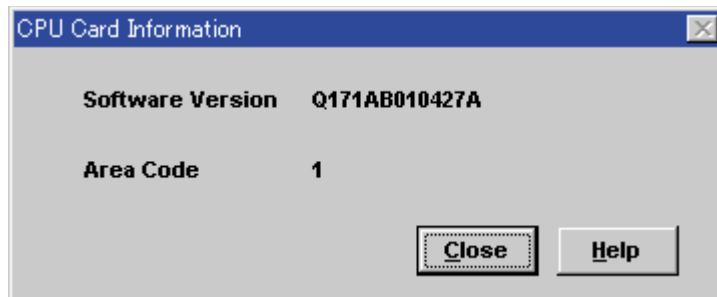 CPU Card Information
Software Version Q171AB010427A
Area Code 1
Close Help